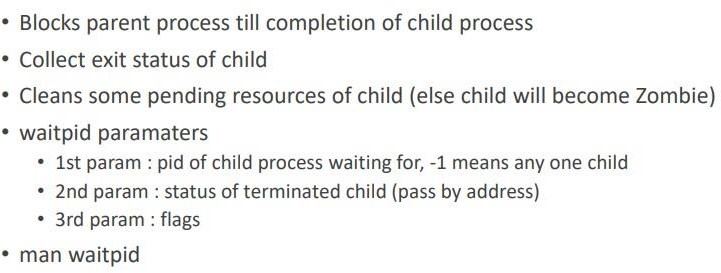 • Blocks parent process till completion of child process
• Collect exit status of child
• Cleans some pending resources of child (else child will become Zombie)
• waitpid paramaters
• 1st param : pid of child process waiting for, -1 means any one child
• 2nd param : status of terminated child (pass by address)
• 3rd param : flags
• man waitpid